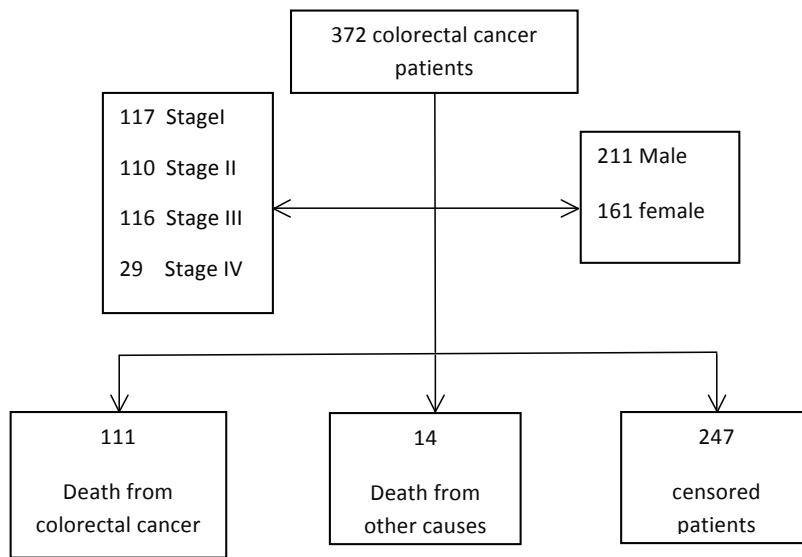 372 colorectal cancer
patients
117 StageI
110 Stage II
116 Stage III
29 Stage IV
211 Male
161 female
111
Death from
colorectal cancer
14
Death from
other causes
247
censored
patients